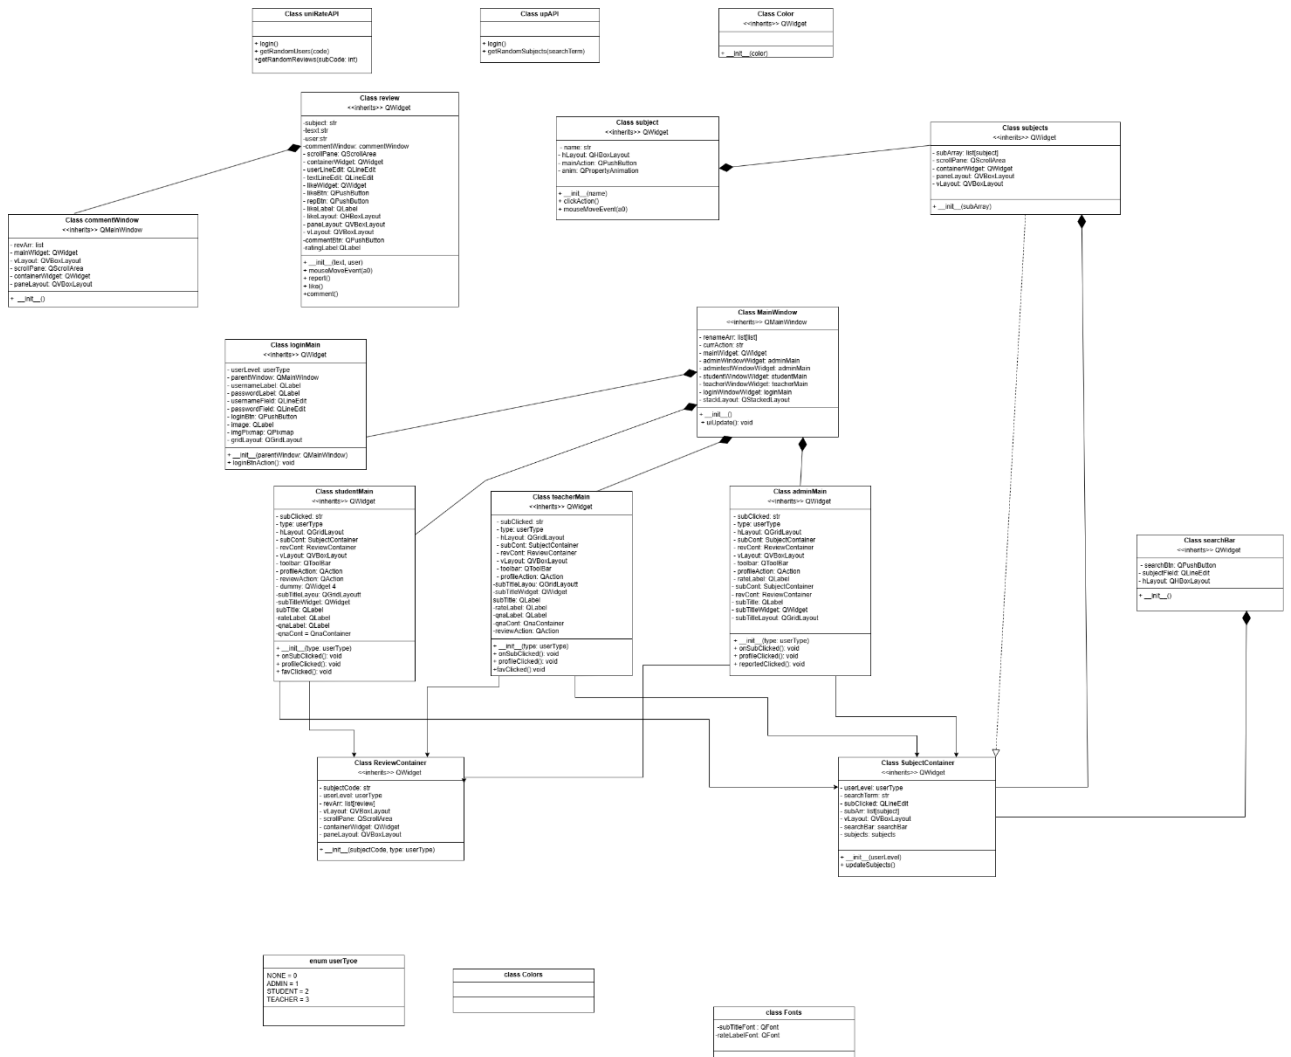 Class uniRateAPI
+ login()
+ getRandomUsers(code)
+getRandomReviews(subCode: int)
Class upAPI
+ login()
+ getRandomSubjects(searchTerm)
Class Color
<<inherits>> QWidget
+ __init__(color)
Class review
<<inherits>> QWidget
-subject: str
-text:str
-user:str
-commentWindow: commentWindow
- scrollPane: QScrollArea
- containerWidget: QWidget
- userLineEdit: QLineEdit
- textLineEdit: QLineEdit
- likeWidget: QWidget
- likeBtn: QPushButton
- repBtn: QPushButton
- likeLabel: QLabel
- likeLayout: QHBoxLayout
- paneLayout: QVBoxLayout
- vLayout: QVBoxLayout
-commentBtn: QPushButton
-ratingLabel QLabel
+ __init__(text, user)
+ mouseMoveEvent(a0)
+ report()
+ like()
+comment()
Class subject
<<inherits>> QWidget
- name: str
- hLayout: QHBoxLayout
- mainAction: QPushButton
- anim: QPropertyAnimation
+ __init__(name)
+ clickAction()
+ mouseMoveEvent(a0)
Class subjects
<<inherits>> QWidget
- subArray: list[subject]
- scrollPane: QScrollArea
- containerWidget: QWidget
- paneLayout: QVBoxLayout
- vLayout: QVBoxLayout
+ __init__(subArray)
Class commentWindow
<<inherits>> QMainWindow
- revArr: list
- mainWidget: QWidget
- vLayout: QVBoxLayout
- scrollPane: QScrollArea
- containerWidget: QWidget
- paneLayout: QVBoxLayout
+ __init__()
Class MainWindow
<<inherits>> QMainWindow
- renameArr: list[list]
- currAction: str
- mainWidget: QWidget
- adminWindowWidget: adminMain
- admintestWindowWidget: adminMain
- studentWindowWidget: studentMain
- teacherWindowWidget: teacherMain
- loginWindowWidget: loginMain
- stackLayout: QStackedLayout
+ __init__()
+ uiUpdate(): void
Class loginMain
<<inherits>> QWidget
- userLevel: userType
- parentWindow: QMainWindow
- usernameLabel: QLabel
- passwordLabel: QLabel
- usernameField: QLineEdit
- passwordField: QLineEdit
- loginBtn: QPushButton
- image: QLabel
- imgPixmap: QPixmap
- gridLayout: QGridLayout
+ __init__(parentWindow: QMainWindow)
+ loginBtnAction(): void
Class studentMain
<<inherits>> QWidget
- subClicked: str
- type: userType
- hLayout: QGridLayout
- subCont: SubjectContainer
- revCont: ReviewContainer
- vLayout: QVBoxLayout
- toolbar: QToolBar
- profileAction: QAction
- reviewAction: QAction
- dummy: QWidget 4
-subTitleLayou: QGridLayoutt
-subTitleWidget: QWidget
subTitle: QLabel
-rateLabel: QLabel
-qnaLabel: QLabel
-qnaCont = QnaContainer
+ __init__(type: userType)
+ onSubClicked(): void
+ profileClicked(): void
+ favClicked(): void
Class teacherMain
<<inherits>> QWidget
- subClicked: str
- type: userType
- hLayout: QGridLayout
- subCont: SubjectContainer
- revCont: ReviewContainer
- vLayout: QVBoxLayout
- toolbar: QToolBar
- profileAction: QAction
-subTitleLayou: QGridLayoutt
-subTitleWidget: QWidget
subTitle: QLabel
-rateLabel: QLabel
-qnaLabel: QLabel
-qnaCont: QnaContainer
-reviewAction: QAction
+ __init__(type: userType)
+ onSubClicked(): void
+ profileClicked(): void
+favClicked():void
Class adminMain
<<inherits>> QWidget
- subClicked: str
- type: userType
- hLayout: QGridLayout
- subCont: SubjectContainer
- revCont: ReviewContainer
- vLayout: QVBoxLayout
- toolbar: QToolBar
- profileAction: QAction
- rateLabel: QLabel
- subCont: SubjectContainer
- revCont: ReviewContainer
- subTitle: QLabel
- subTitleWidget: QWidget
- subTitleLayout: QGridLayout
+ __init__(type: userType)
+ onSubClicked(): void
+ profileClicked(): void
+ reportedClicked(): void
Class searchBar
<<inherits>> QWidget
- searchBtn: QPushButton
- subjectField: QLineEdit
- hLayout: QHBoxLayout
+ __init__()
Class ReviewContainer
<<inherits>> QWidget
- subjectCode: str
- userLevel: userType
- revArr: list[review]
- vLayout: QVBoxLayout
- scrollPane: QScrollArea
- containerWidget: QWidget
- paneLayout: QVBoxLayout
+ __init__(subjectCode, type: userType)
Class SubjectContainer
<<inherits>> QWidget
- userLevel: userType
- searchTerm: str
- subClicked: QLineEdit
- subArr: list[subject]
- vLayout: QVBoxLayout
- searchBar: searchBar
- subjects: subjects
+ __init__(userLevel)
+ updateSubjects()
enum userTyoe
NONE = 0
ADMIN = 1
STUDENT = 2
TEACHER = 3
class Colors
class Fonts
-subTitleFont : QFont
-rateLabelFont: QFont